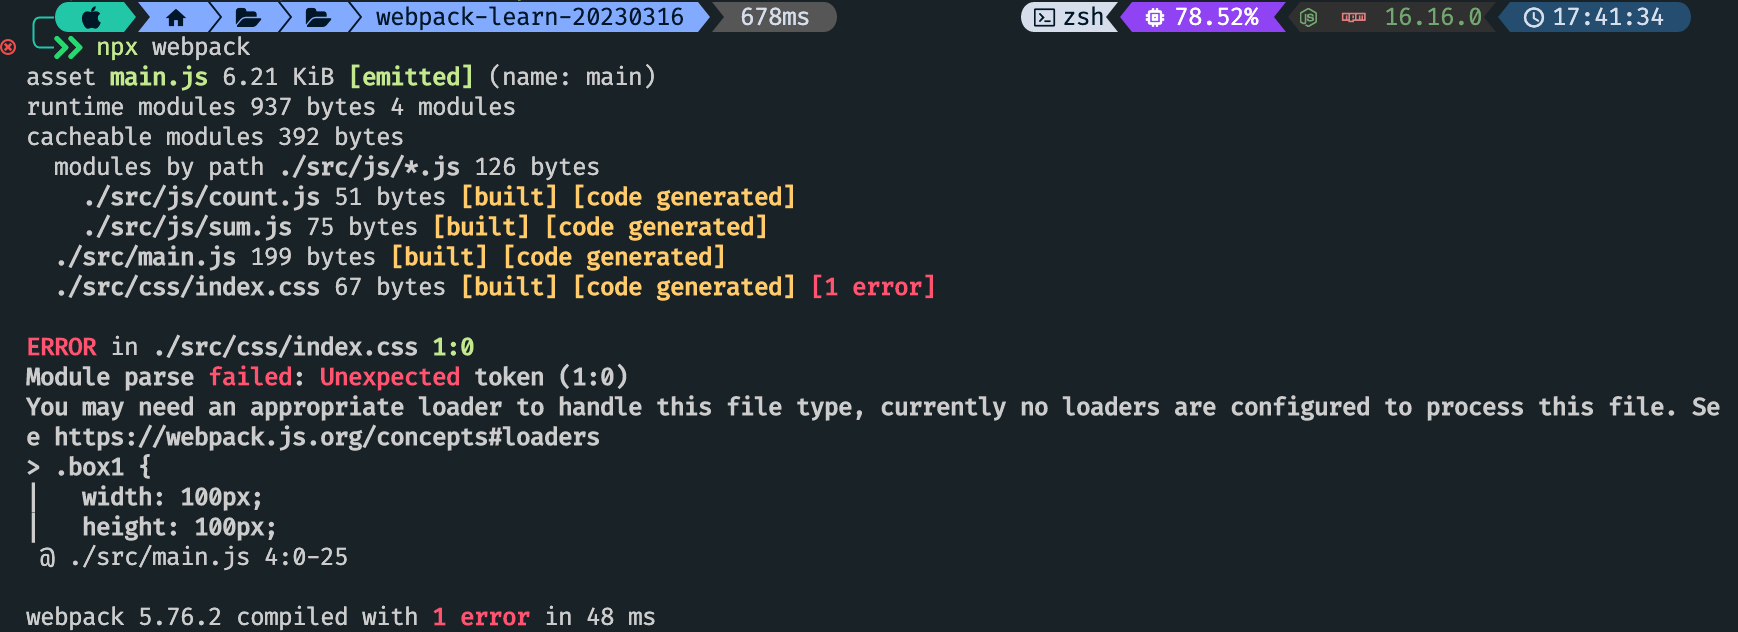 webpack-learn-20230316 678ms zsh 78.52% 16.16.0 17:41:34
npx webpack
asset main.js 6.21 KiB [emitted] (name: main)
runtime modules 937 bytes 4 modules
cacheable modules 392 bytes
modules by path ./src/js/*.js 126 bytes
./src/js/count.js 51 bytes [built] [code generated]
./src/js/sum.js 75 bytes [built] [code generated]
./src/main.js 199 bytes [built] [code generated]
./src/css/index.css 67 bytes [built] [code generated] [1 error]
ERROR in ./src/css/index.css 1:0
Module parse failed: Unexpected token (1:0)
You may need an appropriate loader to handle this file type, currently no loaders are configured to process this file. Se
e https://webpack.js.org/concepts#loaders
> .box1 {
|   width: 100px;
|   height: 100px;
@ ./src/main.js 4:0-25
webpack 5.76.2 compiled with 1 error in 48 ms